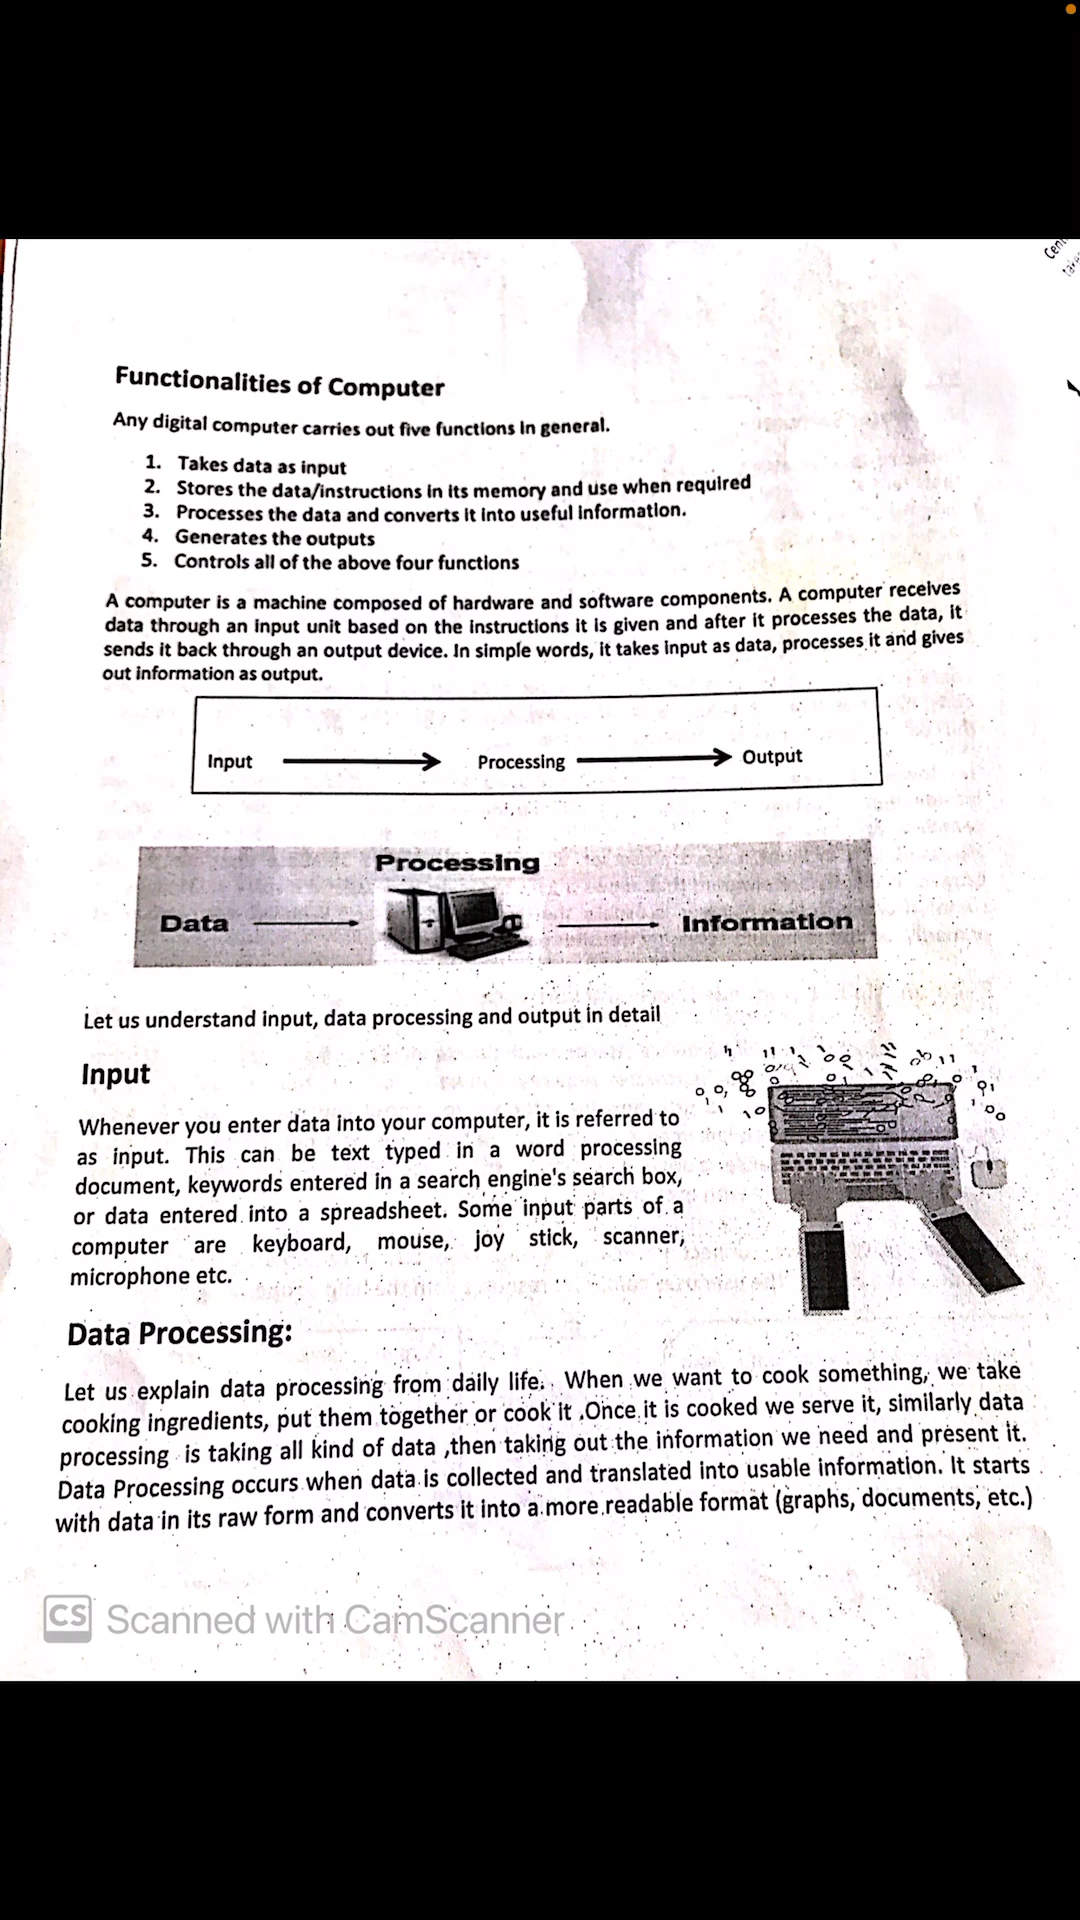 Functionalities of Computer
Any digital computer carries out five functions in general.
1. Takes data as input
2. Stores the data/instructions in its memory and use when required
3. Processes the data and converts it into useful information.
4. Generates the outputs
5. Controls all of the above four functions
A computer is a machine composed of hardware and software components. A computer receives
data through an input unit based on the instructions it is given and after it processes the data, it
sends it back through an output device. In simple words, it takes input as data, processes it and gives
out information as output.
Input Processing Output
Processing
Data Information
Let us understand input, data processing and output in detail
Input
Whenever you enter data into your computer, it is referred to
as input. This can be text typed in a word processing
document, keywords entered in a search engine's search box,
or data entered into a spreadsheet. Some input parts of a
computer are keyboard, mouse, joy stick, scanner,
microphone etc.
Data Processing:
Let us explain data processing from daily life. When we want to cook something, we take
cooking ingredients, put them together or cook it .Once it is cooked we serve it, similarly data
processing is taking all kind of data ,then taking out the information we need and present it.
Data Processing occurs when data is collected and translated into usable information. It starts
with data in its raw form and converts it into a more readable format (graphs, documents, etc.)
CS Scanned with CamScanner